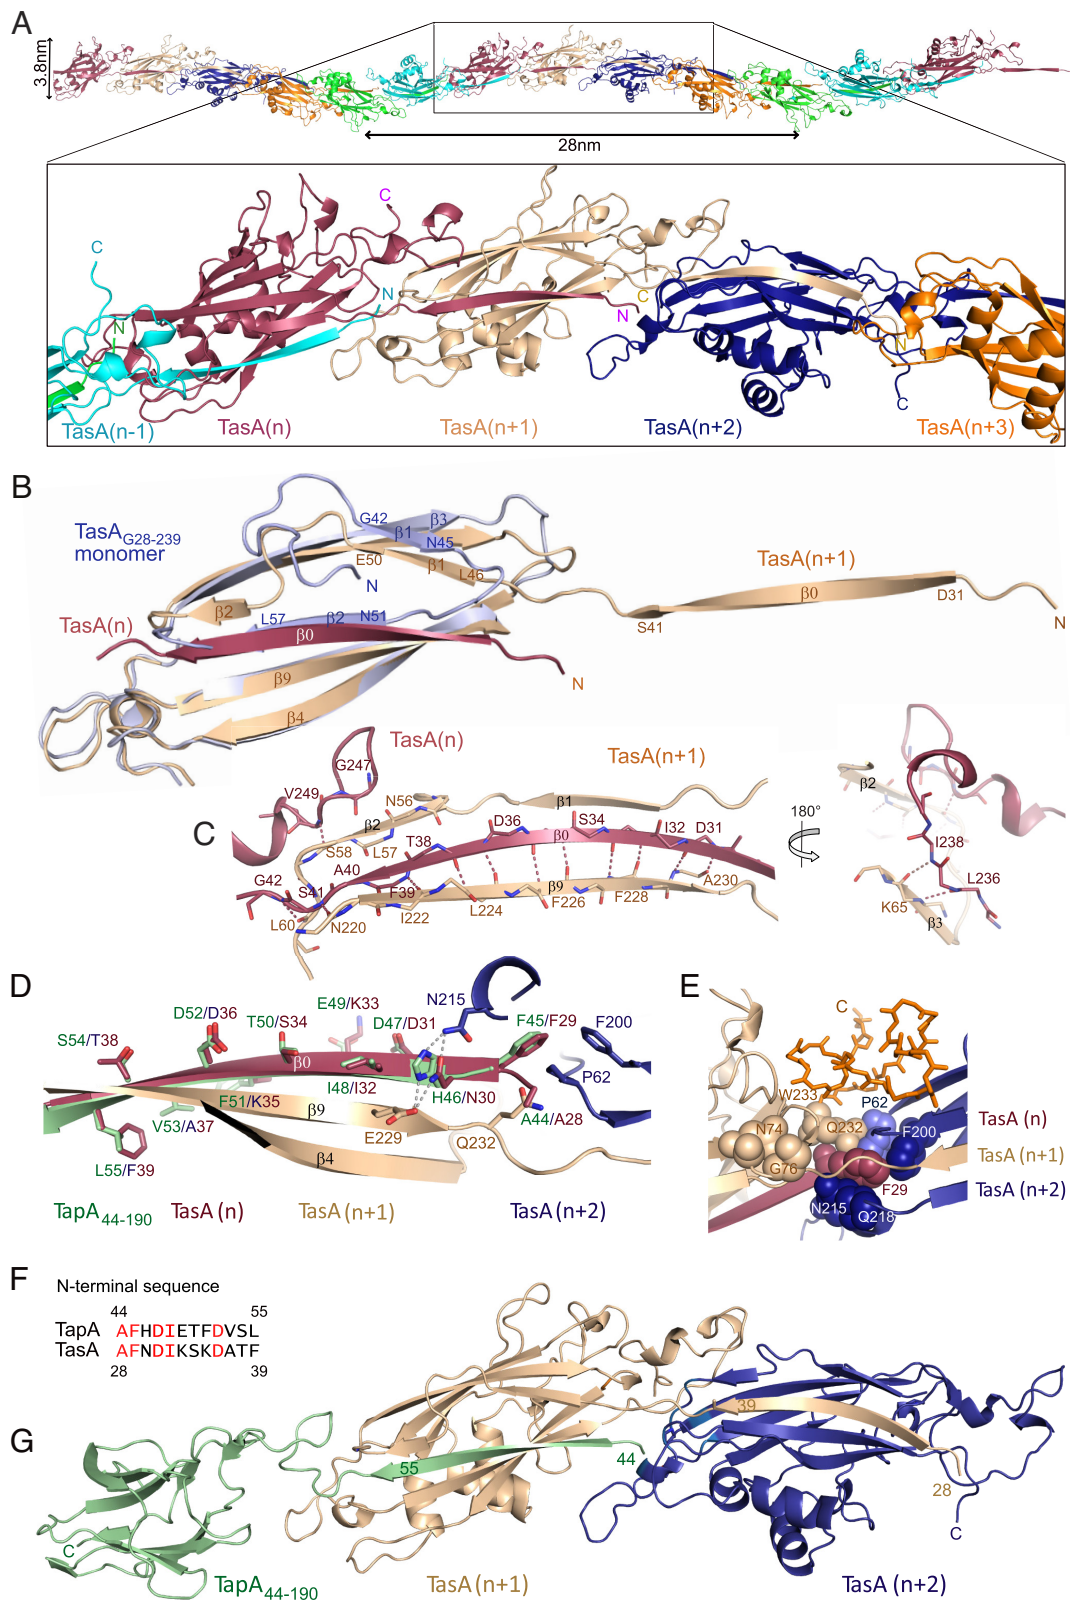 A
3.8nm
28nm
C
C
N
N
C
N
N
C
TasA(n-1)
TasA(n)
TasA(n+1)
TasA(n+2)
TasA(n+3)
B
TasA G28-239
monomer
G42
β3
β1
N45
E50
β1
L46
N
TasA(n+1)
β0
D31
S41
N
β2
L57
β2
N51
TasA(n)
β0
N
β9
β4
C
TasA(n)
TasA(n+1)
G247
V249
N56
β1
β2
D36
S34
I32
D31
T38
β0
S58
L57
A40
G42
S41
F39
A230
β9
F228
F226
L224
I222
L60
N220
180°
β2
I238
L236
K65
β3
D
E49/K33
N215
D52/D36
T50/S34
D47/D31
F45/F29
F200
S54/T38
β0
P62
I48/I32
H46/N30
F51/K35
β9
V53/A37
A44/A28
E229
Q232
L55/F39
β4
TapA44-190
TasA (n)
TasA (n+1)
TasA (n+2)
E
C
W233
P62
N74
Q232
F200
G76
F29
N215
Q218
TasA (n)
TasA (n+1)
TasA (n+2)
F
N-terminal sequence
44 55
TapA AFHDIETFDVSL
TasA AFNDIKSKDATF
28 39
G
39
55
44
28
C
C
TapA44-190
TasA (n+1)
TasA (n+2)